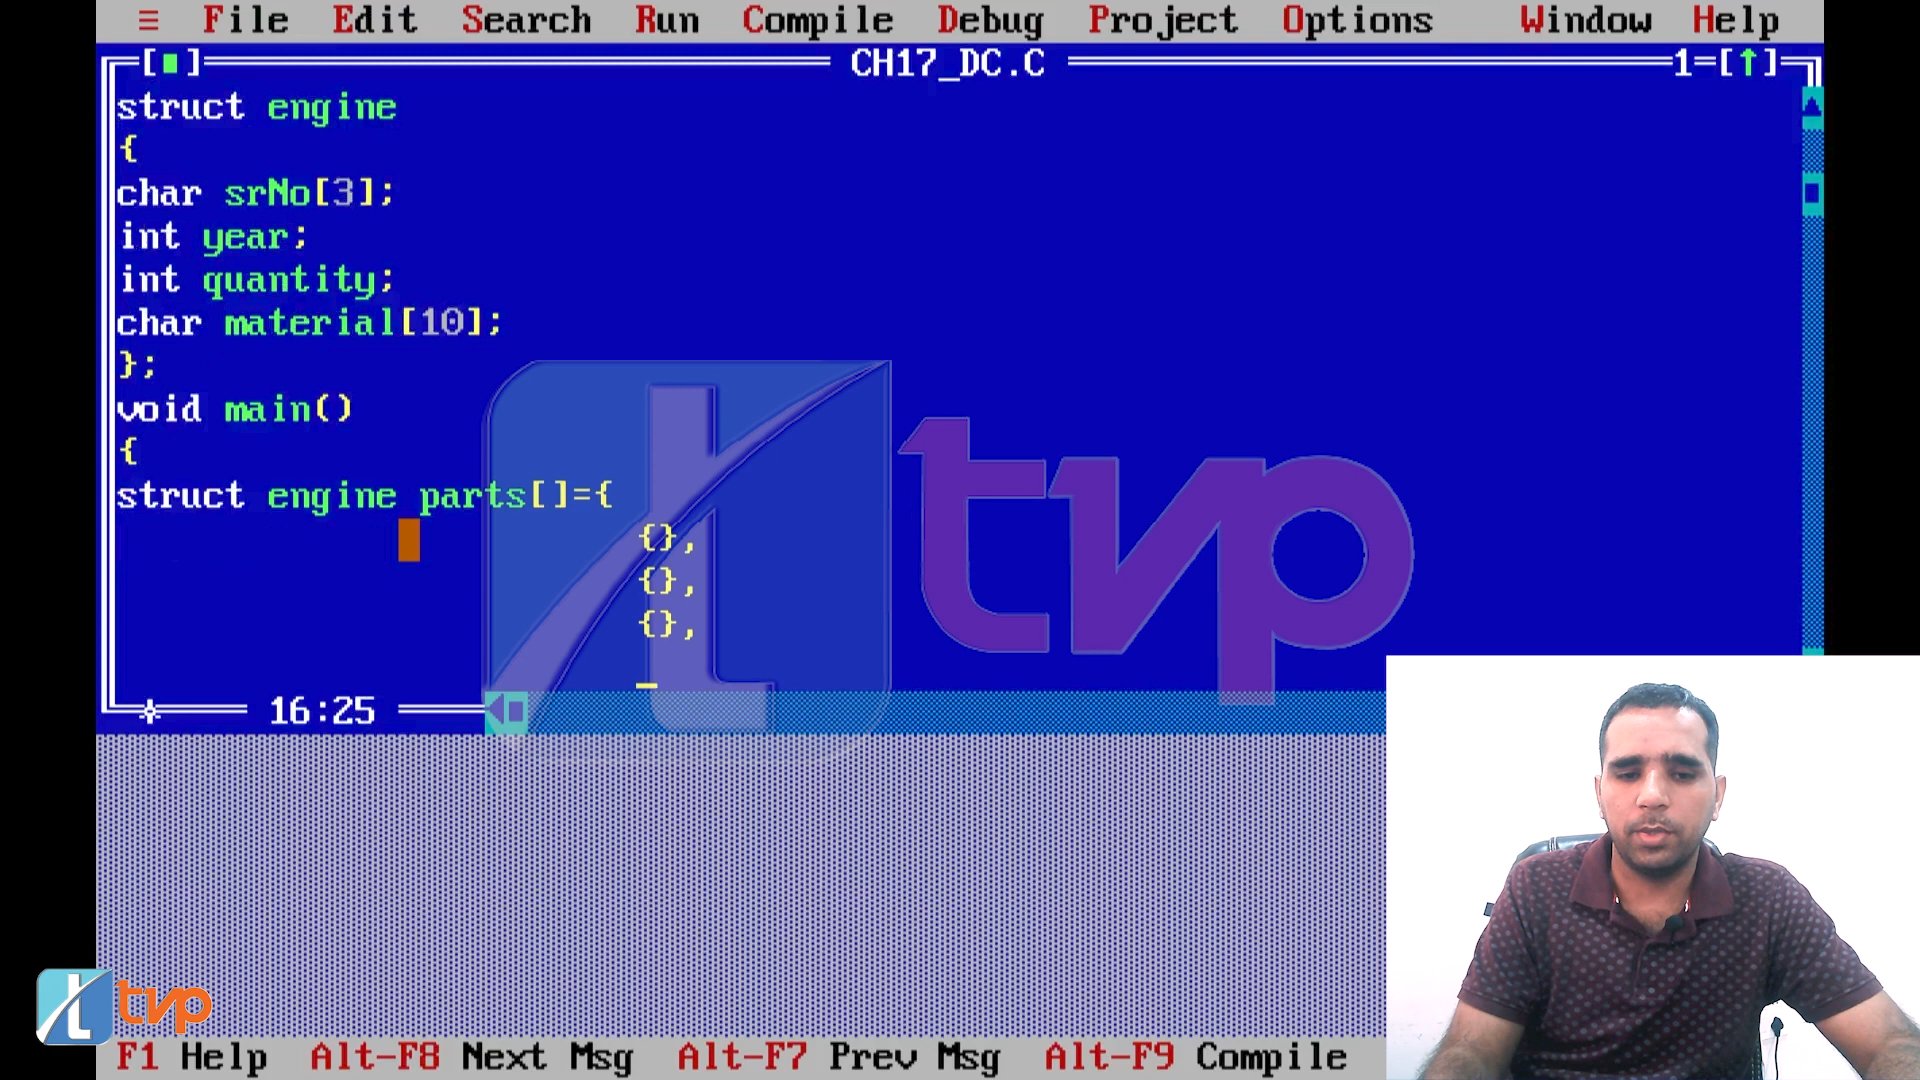 ≡ File Edit Search Run Compile Debug Project Options Window Help
[■] CH17_DC.C 1=[↑]
struct engine
{
char srNo[3];
int year;
int quantity;
char material[10];
};
void main()
{
struct engine parts[]={
{},
{},
{},
tvp
16:25
tvp
F1 Help Alt-F8 Next Msg Alt-F7 Prev Msg Alt-F9 Compile